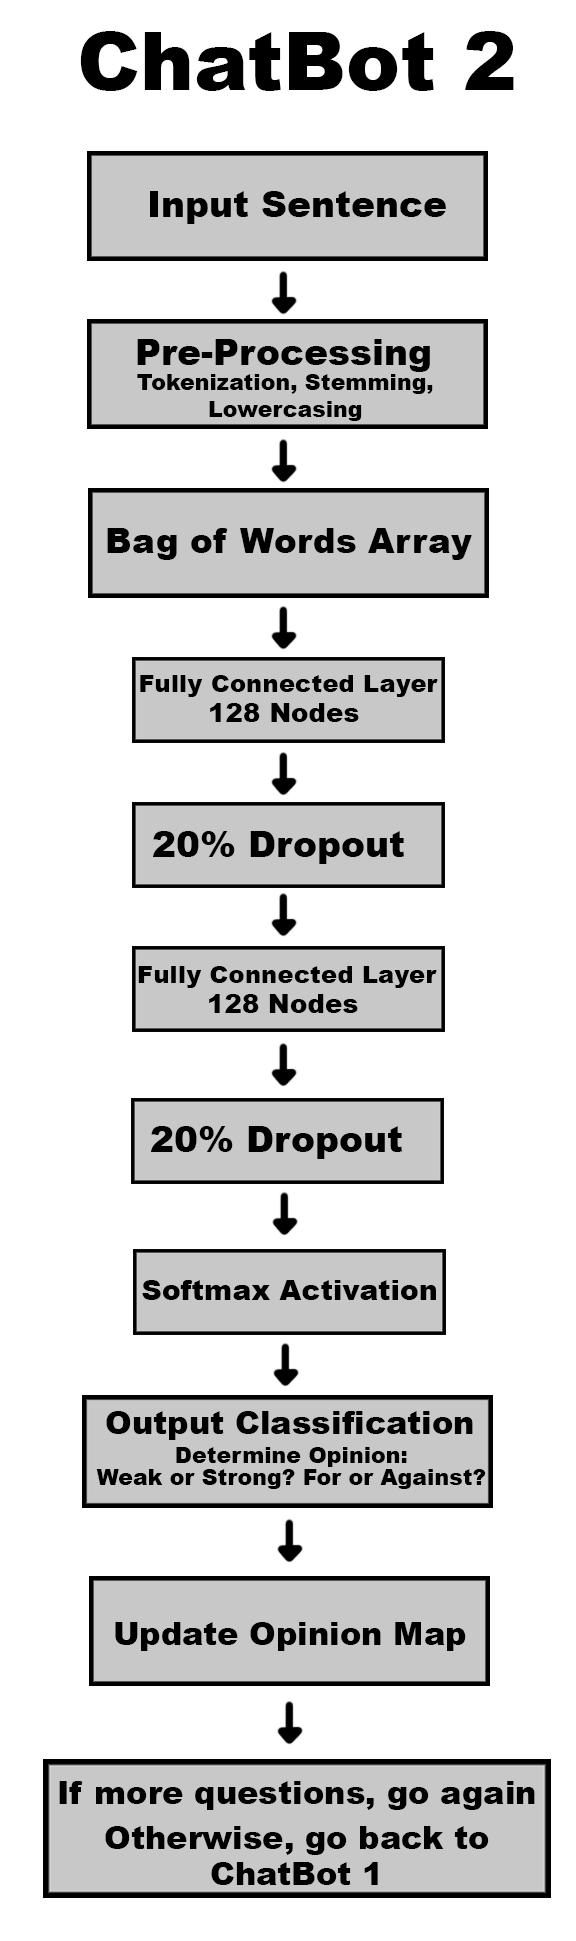 ChatBot 2
Input Sentence
Pre-Processing
Tokenization, Stemming,
Lowercasing
Bag of Words Array
Fully Connected Layer
128 Nodes
20% Dropout
Fully Connected Layer
128 Nodes
20% Dropout
Softmax Activation
Output Classification
Determine Opinion:
Weak or Strong? For or Against?
Update Opinion Map
If more questions, go again
Otherwise, go back to
ChatBot 1